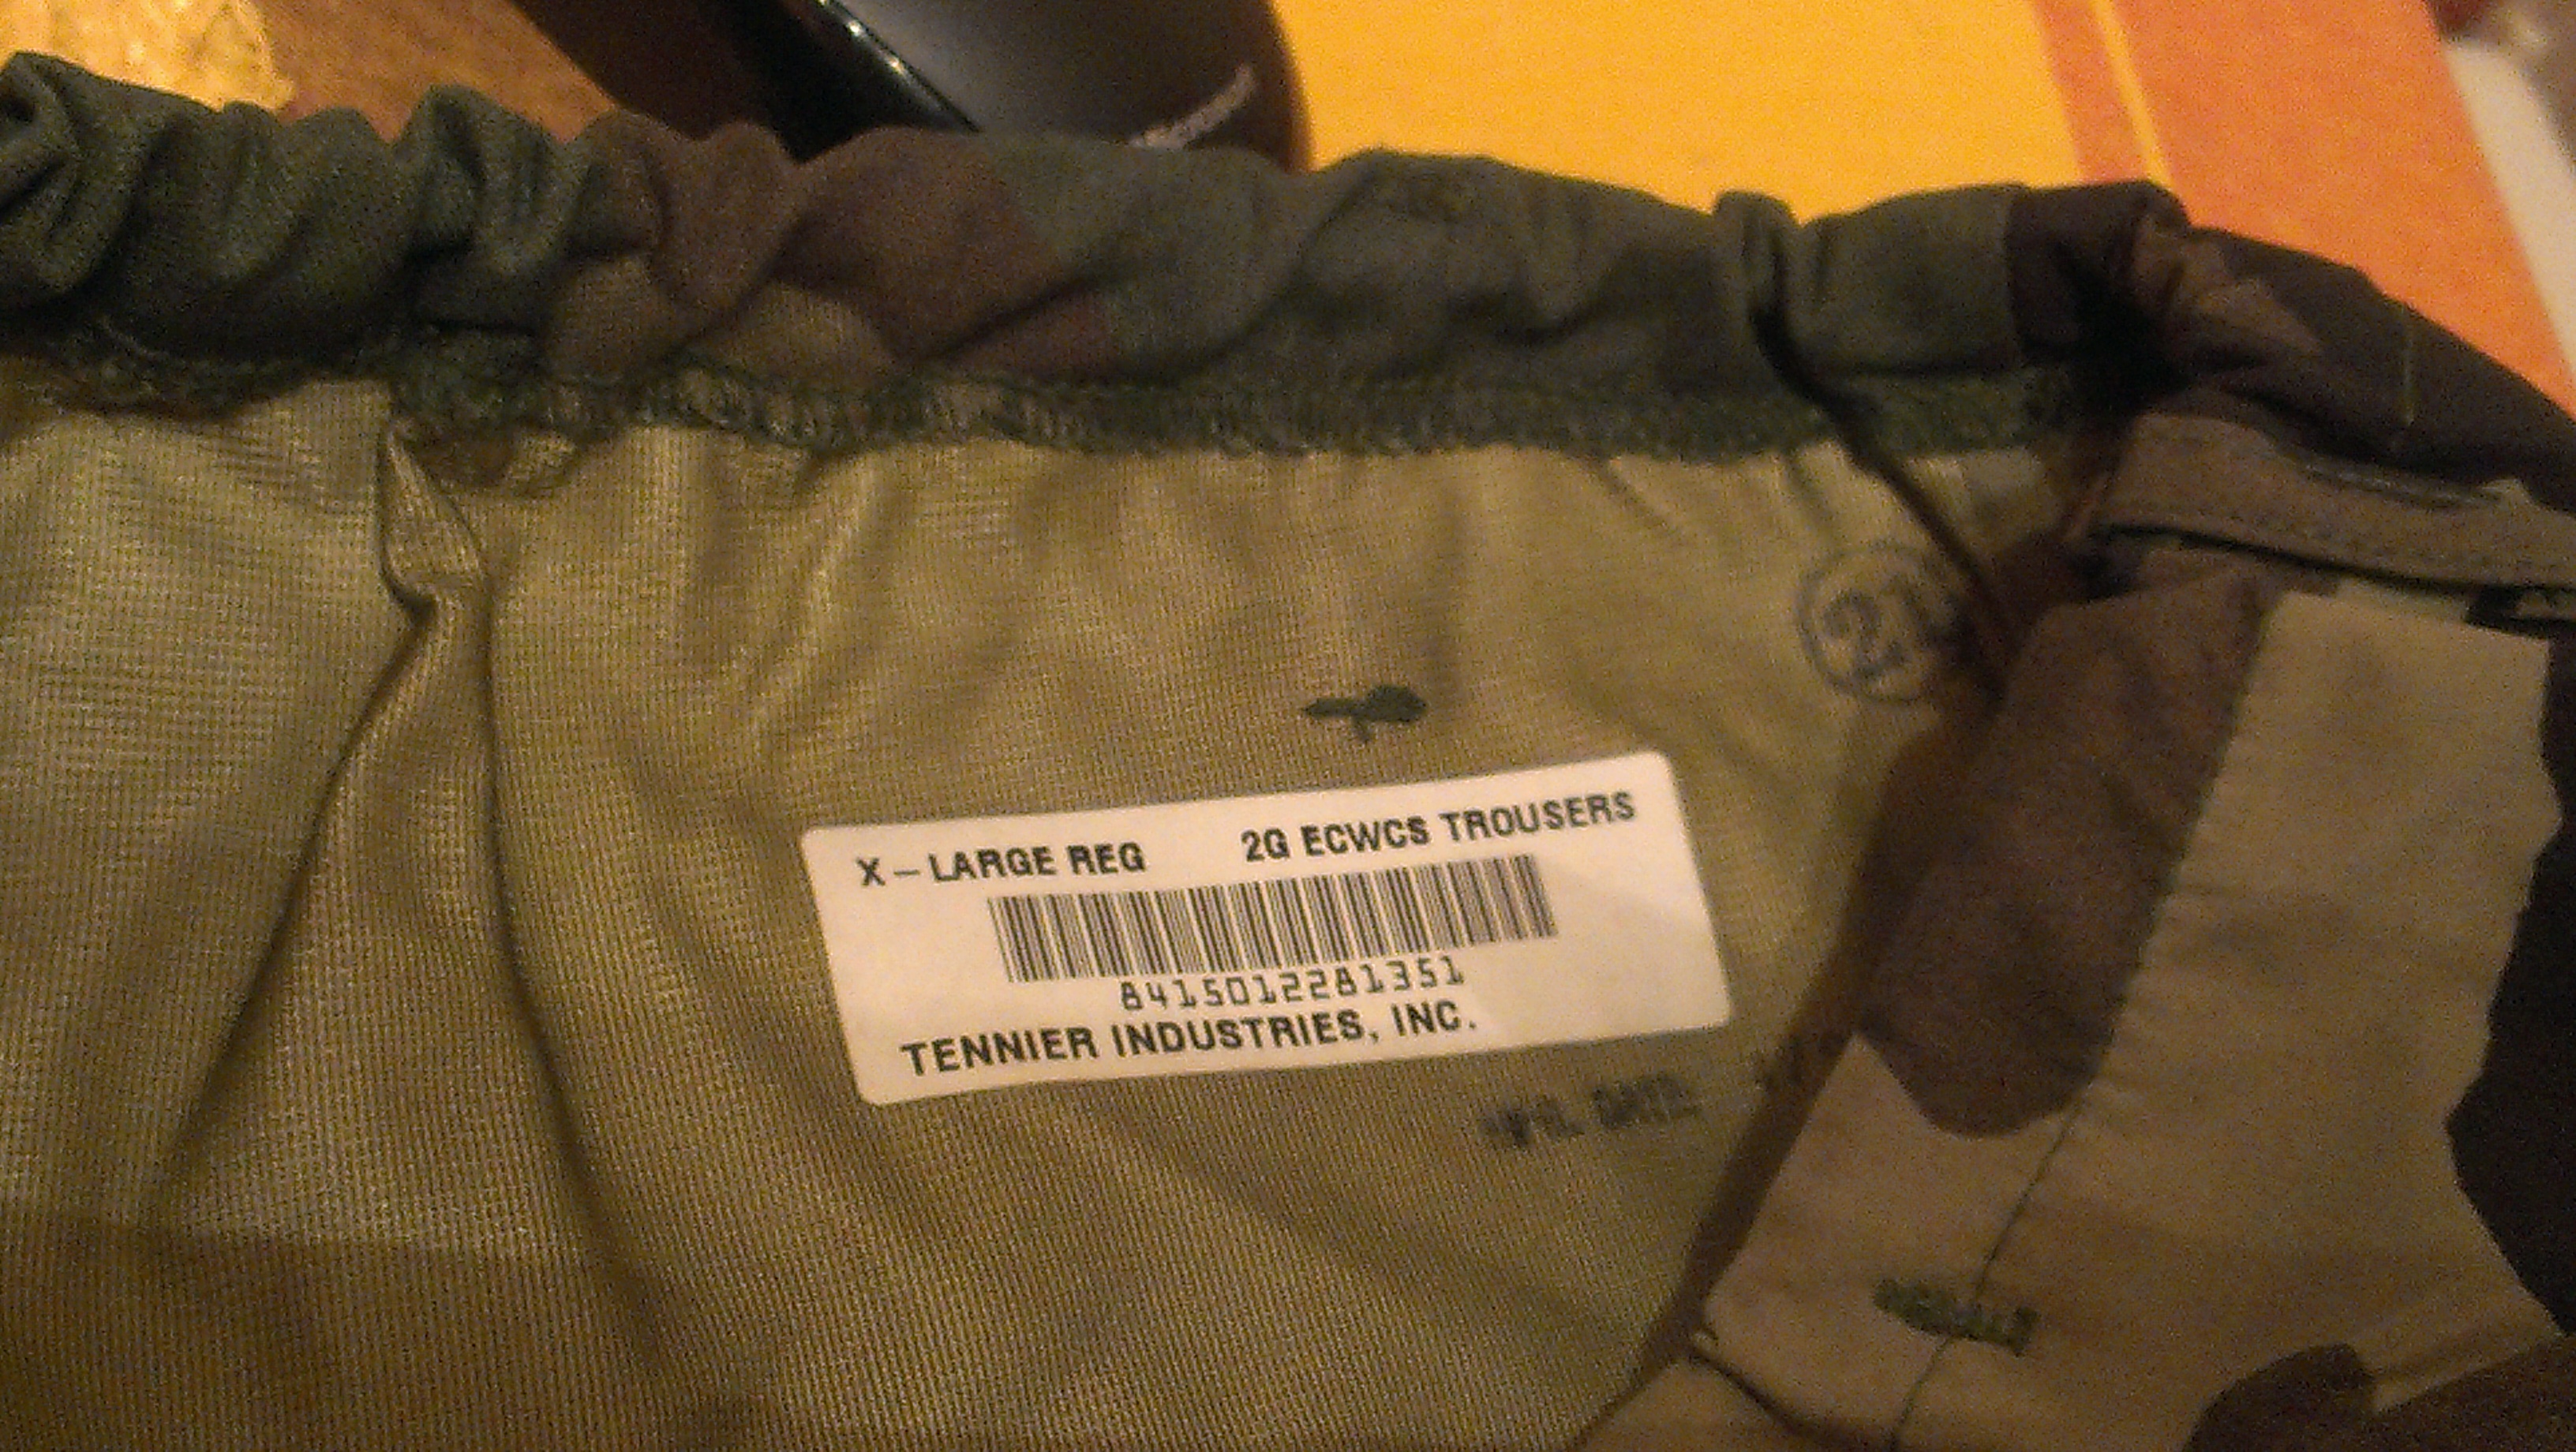 X – LARGE REG 2G ECWCS TROUSERS
8415012281351
TENNIER INDUSTRIES, INC.